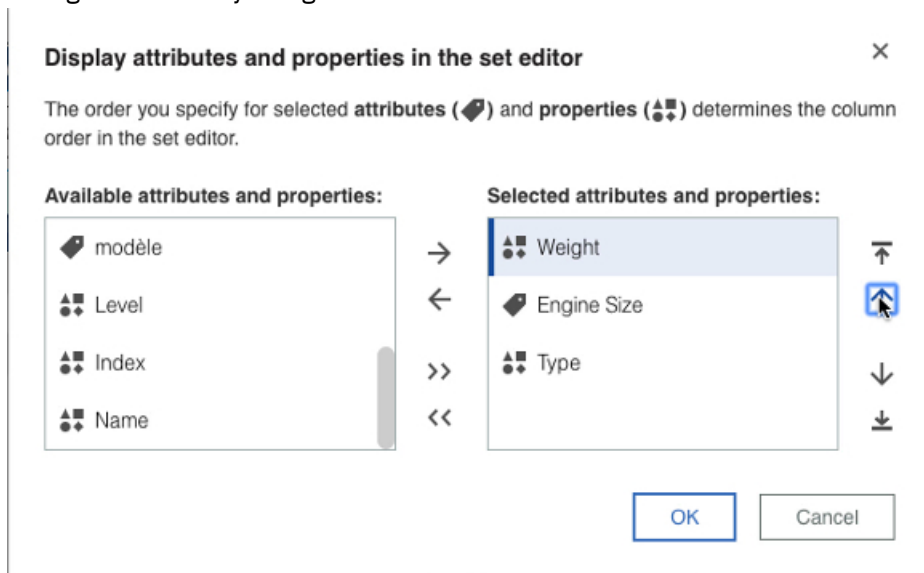 Display attributes and properties in the set editor
The order you specify for selected attributes ( ) and properties ( ) determines the column
order in the set editor.
Available attributes and properties:
Selected attributes and properties:
modèle
Level
Index
Name
Weight
Engine Size
Type
OK
Cancel